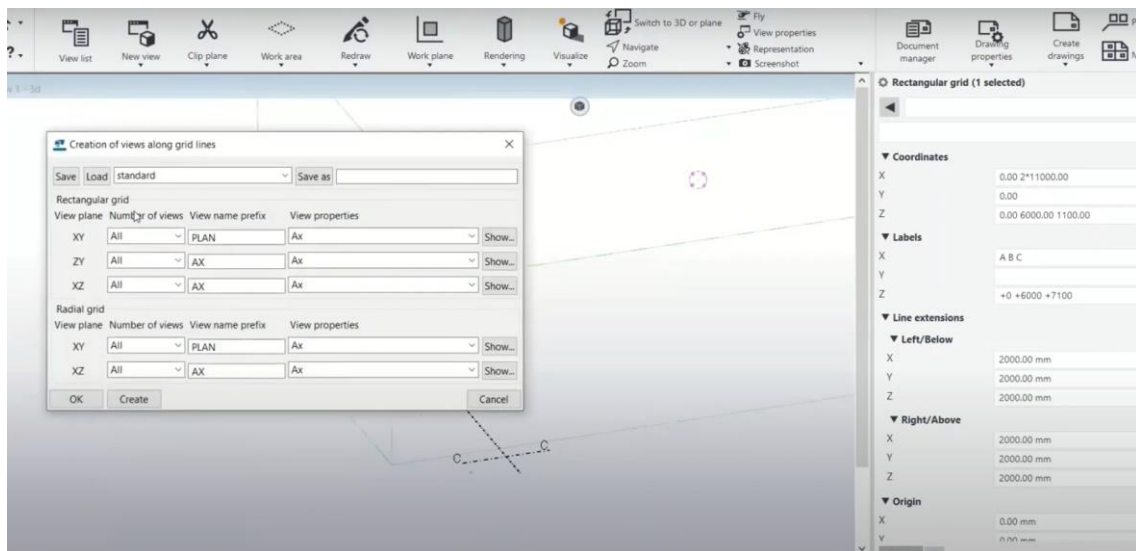 Switch to 3D or plane
Fly
View properties
Navigate
Representation
Zoom
Screenshot
View list
New view
Clip plane
Work area
Redraw
Work plane
Rendering
Visualize
Document manager
Drawing properties
Create drawings
Rectangular grid (1 selected)
Creation of views along grid lines
Save Load standard Save as
Rectangular grid
View plane Number of views View name prefix View properties
XY All PLAN Ax Show...
ZY All AX Ax Show...
XZ All AX Ax Show...
Radial grid
View plane Number of views View name prefix View properties
XY All PLAN Ax Show...
XZ All AX Ax Show...
OK Create Cancel
C C
Coordinates
X 0.00 2*11000.00
Y 0.00
Z 0.00 6000.00 1100.00
Labels
X A B C
Y
Z +0 +6000 +7100
Line extensions
Left/Below
X 2000.00 mm
Y 2000.00 mm
Z 2000.00 mm
Right/Above
X 2000.00 mm
Y 2000.00 mm
Z 2000.00 mm
Origin
X 0.00 mm
Y 0.00 mm